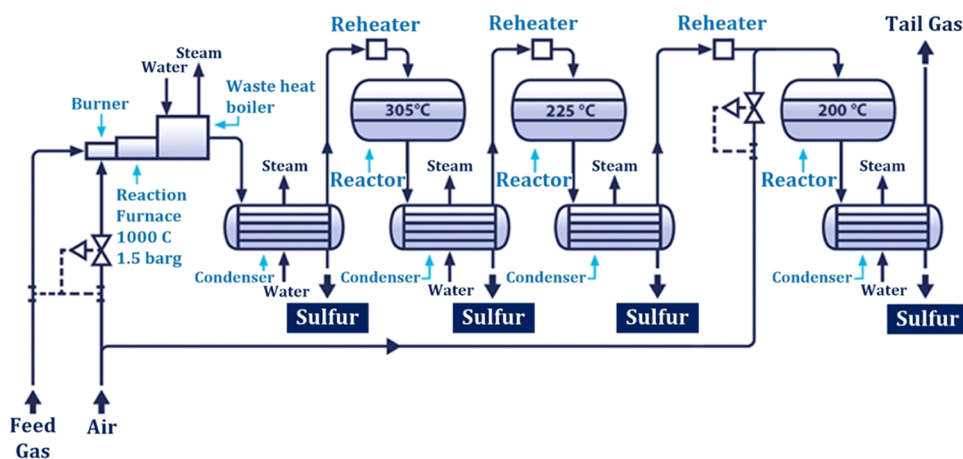 Reheater
Reheater
Reheater
Tail Gas
Steam
Water
Waste heat
boiler
Burner
305°C
225°C
200°C
Reaction
Furnace
1000 C
1.5 barg
Steam
Reactor
Steam
Reactor
Steam
Reactor
Steam
Condenser
Water
Condenser
Water
Condenser
Condenser
Water
Sulfur
Sulfur
Sulfur
Sulfur
Feed
Gas
Air